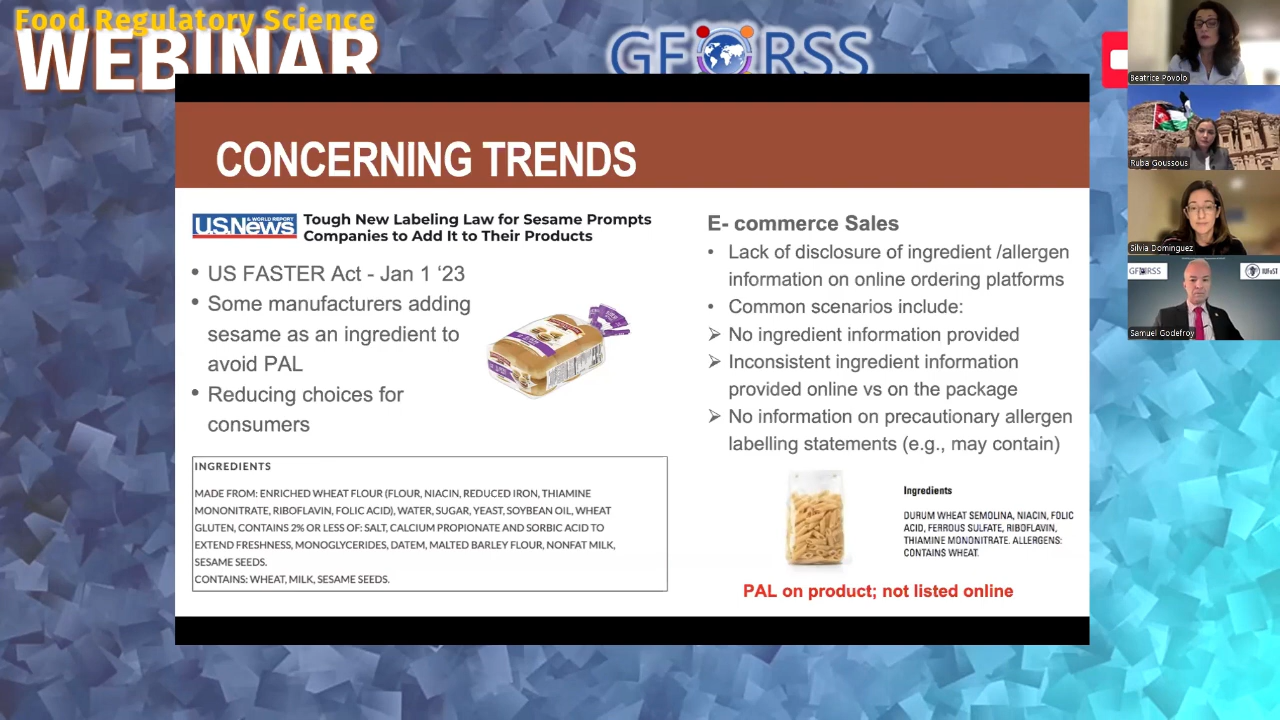 Food Regulatory Science
WEBINAR
GFORSS
CONCERNING TRENDS
U.S.News
& WORLD REPORT
Tough New Labeling Law for Sesame Prompts
Companies to Add It to Their Products
• US FASTER Act - Jan 1 ‘23
• Some manufacturers adding
sesame as an ingredient to
avoid PAL
• Reducing choices for
consumers
INGREDIENTS
MADE FROM: ENRICHED WHEAT FLOUR (FLOUR, NIACIN, REDUCED IRON, THIAMINE
MONONITRATE, RIBOFLAVIN, FOLIC ACID), WATER, SUGAR, YEAST, SOYBEAN OIL, WHEAT
GLUTEN, CONTAINS 2% OR LESS OF: SALT, CALCIUM PROPIONATE AND SORBIC ACID TO
EXTEND FRESHNESS, MONOGLYCERIDES, DATEM, MALTED BARLEY FLOUR, NONFAT MILK,
SESAME SEEDS.
CONTAINS: WHEAT, MILK, SESAME SEEDS.
E- commerce Sales
• Lack of disclosure of ingredient /allergen
information on online ordering platforms
• Common scenarios include:
➢ No ingredient information provided
➢ Inconsistent ingredient information
provided online vs on the package
➢ No information on precautionary allergen
labelling statements (e.g., may contain)
Ingredients
DURUM WHEAT SEMOLINA, NIACIN, FOLIC
ACID, FERROUS SULFATE, RIBOFLAVIN,
THIAMINE MONONITRATE. ALLERGENS:
CONTAINS WHEAT.
PAL on product; not listed online
Beatrice Povolo
Ruba Goussous
Silvia Dominguez
GFORSS
Samuel Godefroy